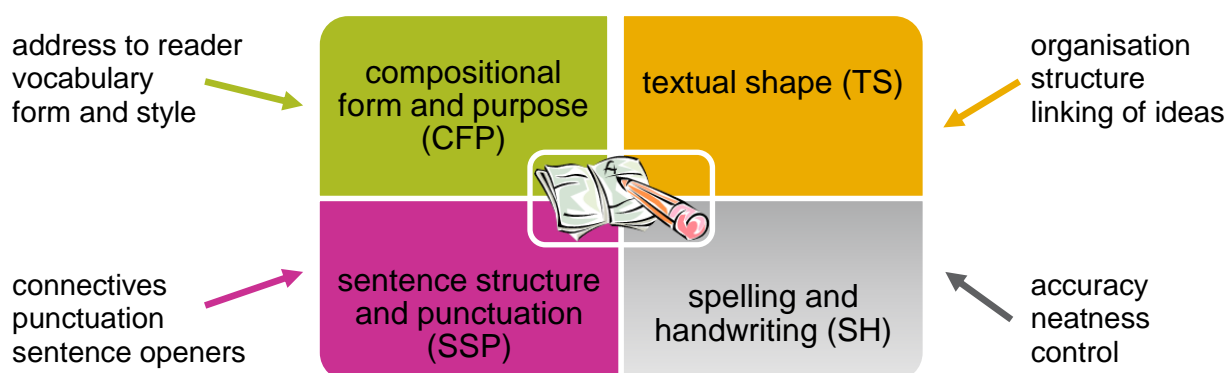 address to reader
vocabulary
form and style
compositional
form and purpose
(CFP)
textual shape (TS)
organisation
structure
linking of ideas
connectives
punctuation
sentence openers
sentence structure
and punctuation
(SSP)
spelling and
handwriting (SH)
accuracy
neatness
control